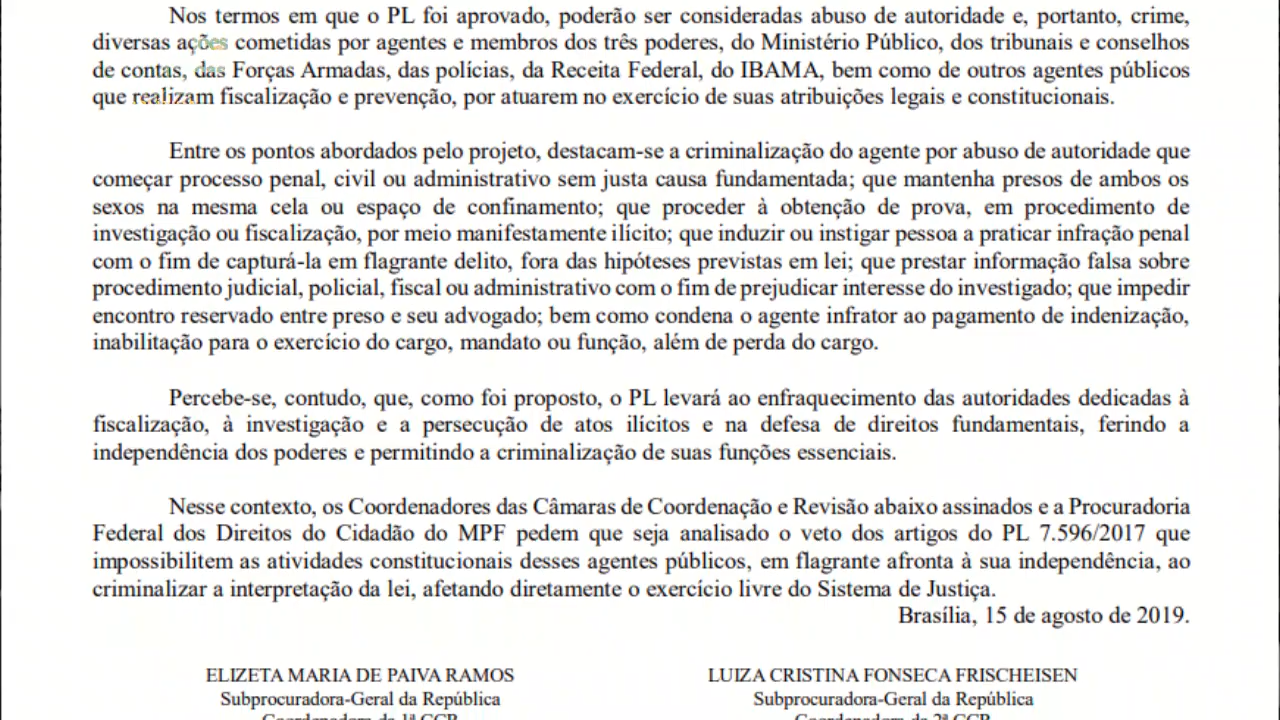 Nos termos em que o PL foi aprovado, poderão ser consideradas abuso de autoridade e, portanto, crime,
diversas ações cometidas por agentes e membros dos três poderes, do Ministério Público, dos tribunais e conselhos
de contas, das Forças Armadas, das polícias, da Receita Federal, do IBAMA, bem como de outros agentes públicos
que realizam fiscalização e prevenção, por atuarem no exercício de suas atribuições legais e constitucionais.
Entre os pontos abordados pelo projeto, destacam-se a criminalização do agente por abuso de autoridade que
começar processo penal, civil ou administrativo sem justa causa fundamentada; que mantenha presos de ambos os
sexos na mesma cela ou espaço de confinamento; que proceder à obtenção de prova, em procedimento de
investigação ou fiscalização, por meio manifestamente ilícito; que induzir ou instigar pessoa a praticar infração penal
com o fim de capturá-la em flagrante delito, fora das hipóteses previstas em lei; que prestar informação falsa sobre
procedimento judicial, policial, fiscal ou administrativo com o fim de prejudicar interesse do investigado; que impedir
encontro reservado entre preso e seu advogado; bem como condena o agente infrator ao pagamento de indenização,
inabilitação para o exercício do cargo, mandato ou função, além de perda do cargo.
Percebe-se, contudo, que, como foi proposto, o PL levará ao enfraquecimento das autoridades dedicadas à
fiscalização, à investigação e a persecução de atos ilícitos e na defesa de direitos fundamentais, ferindo a
independência dos poderes e permitindo a criminalização de suas funções essenciais.
Nesse contexto, os Coordenadores das Câmaras de Coordenação e Revisão abaixo assinados e a Procuradoria
Federal dos Direitos do Cidadão do MPF pedem que seja analisado o veto dos artigos do PL 7.596/2017 que
impossibilitem as atividades constitucionais desses agentes públicos, em flagrante afronta à sua independência, ao
criminalizar a interpretação da lei, afetando diretamente o exercício livre do Sistema de Justiça.
Brasília, 15 de agosto de 2019.
ELIZETA MARIA DE PAIVA RAMOS
Subprocuradora-Geral da República
Coordenadora da 1ª CCR
LUIZA CRISTINA FONSECA FRISCHEISEN
Subprocuradora-Geral da República
Coordenadora da 2ª CCR